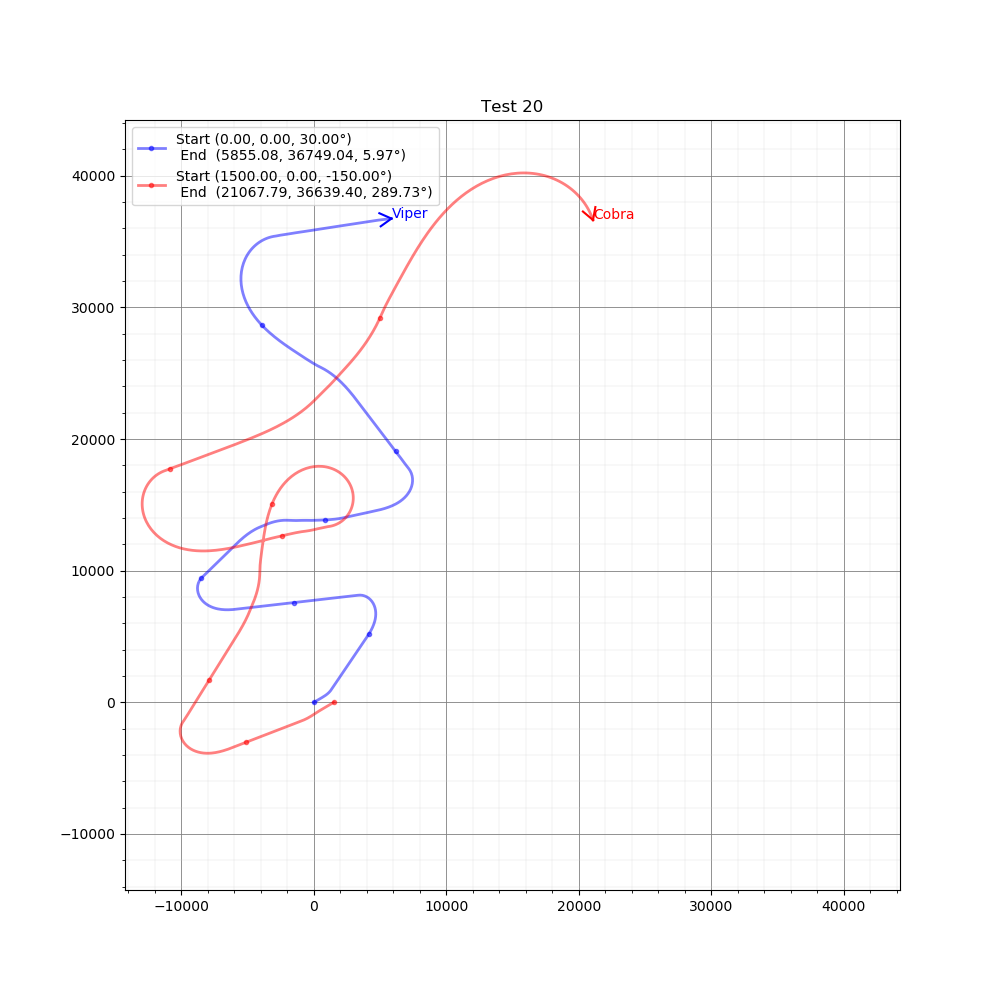 Test 20
Start (0.00, 0.00, 30.00°)
End  (5855.08, 36749.04, 5.97°)
Start (1500.00, 0.00, -150.00°)
End  (21067.79, 36639.40, 289.73°)
Viper
Cobra
40000
30000
20000
10000
0
−10000
−10000 0 10000 20000 30000 40000